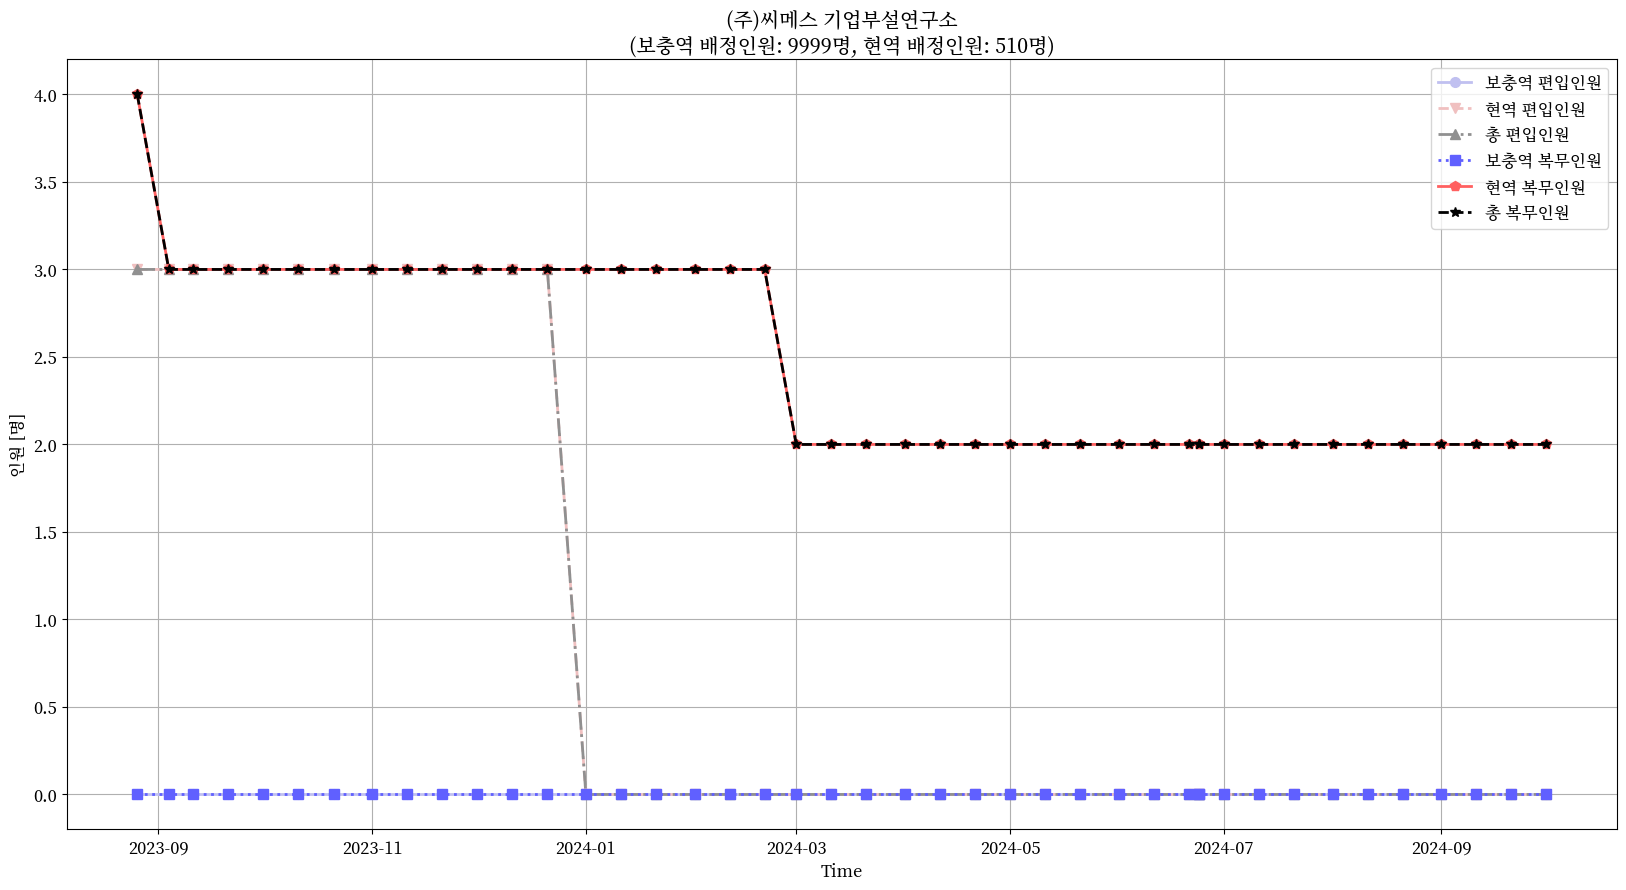 (주)씨메스 기업부설연구소
(보충역 배정인원: 9999명, 현역 배정인원: 510명)
보충역 편입인원
현역 편입인원
총 편입인원
보충역 복무인원
현역 복무인원
총 복무인원
4.0
3.5
3.0
2.5
2.0
1.5
1.0
0.5
0.0
인원 [명]
2023-09 2023-11 2024-01 2024-03 2024-05 2024-07 2024-09
Time